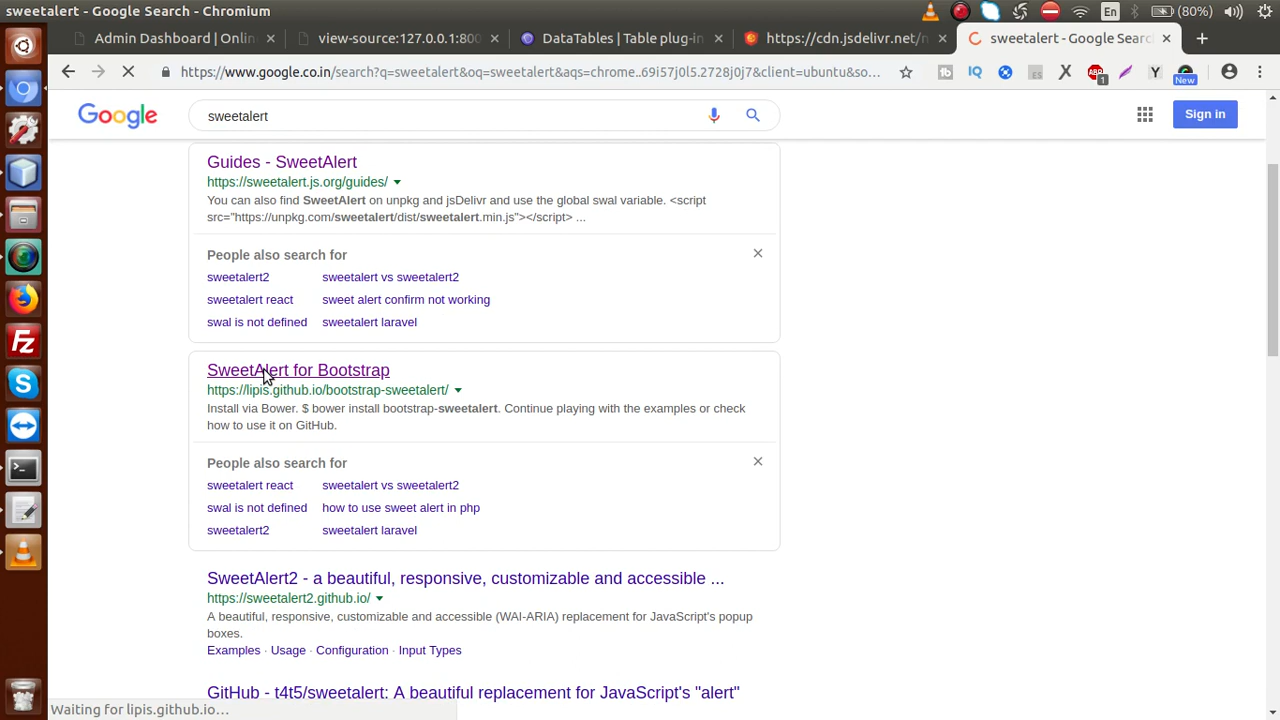 sweetalert - Google Search - Chromium
En
(80%)
Admin Dashboard | Onlin
view-source:127.0.0.1:800
DataTables | Table plug-in
https://cdn.jsdelivr.et/n
sweetalert - Google Searc
https://www.google.co.in/search?q=sweetalert&oq=sweetalert&aqs=chrome..69i57j0l5.2728j0j7&client=ubuntu&so...
IQ
es
X
ABP
1
Y
New
Google
sweetalert
Sign in
Guides - SweetAlert
https://sweetalert.js.org/guides/
You can also find SweetAlert on unpkg and jsDelivr and use the global swal variable. <script
src="https://unpkg.com/sweetalert/dist/sweetalert.min.js"></script> ...
People also search for
sweetalert2
sweetalert vs sweetalert2
sweetalert react
sweet alert confirm not working
swal is not defined
sweetalert laravel
SweetAlert for Bootstrap
https://lipis.github.io/bootstrap-sweetalert/
Install via Bower. $ bower install bootstrap-sweetalert. Continue playing with the examples or check
how to use it on GitHub.
People also search for
sweetalert react
sweetalert vs sweetalert2
swal is not defined
how to use sweet alert in php
sweetalert2
sweetalert laravel
SweetAlert2 - a beautiful, responsive, customizable and accessible ...
https://sweetalert2.github.io/
A beautiful, responsive, customizable and accessible (WAI-ARIA) replacement for JavaScript's popup
boxes.
Examples · Usage · Configuration · Input Types
GitHub - t4t5/sweetalert: A beautiful replacement for JavaScript's "alert"
Waiting for lipis.github.io...